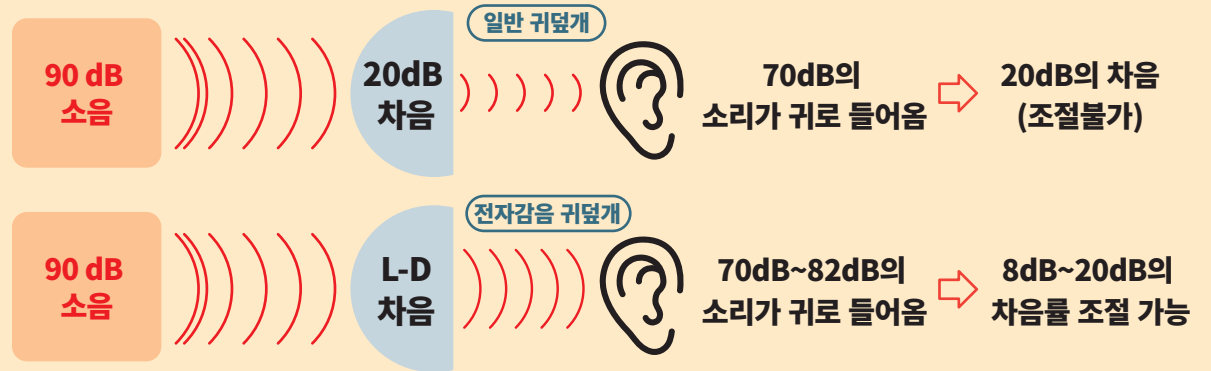 일반 귀덮개
90 dB
소음
20dB
차음
70dB의
소리가 귀로 들어옴
20dB의 차음
(조절불가)
전자감음 귀덮개
90 dB
소음
L-D
차음
70dB~82dB의
소리가 귀로 들어옴
8dB~20dB의
차음률 조절 가능